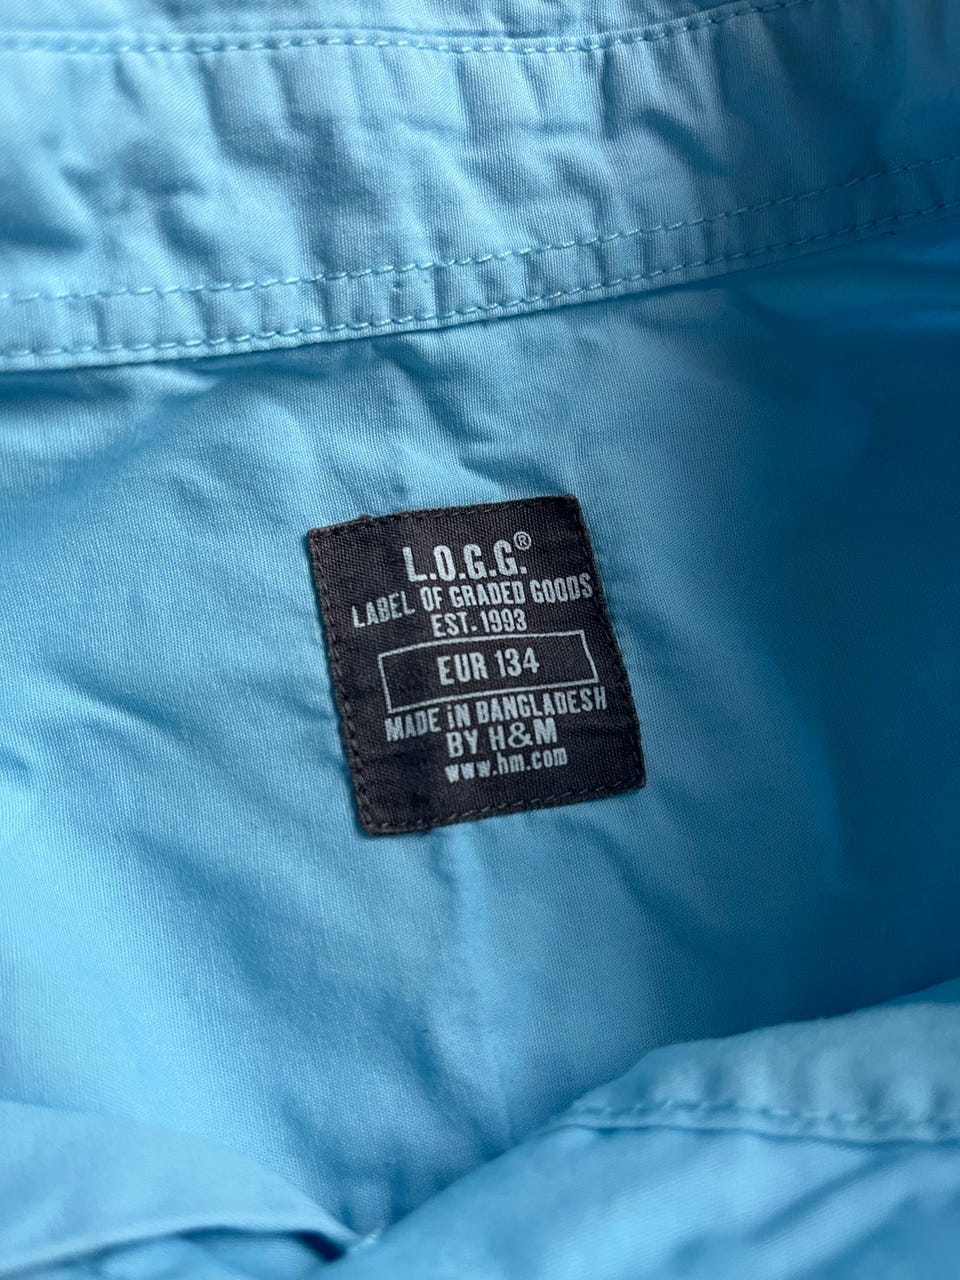 L.O.G.G.®
LABEL OF GRADED GOODS
EST. 1993
EUR 134
MADE iN BANGLADESH
BY H&M
www.hm.com